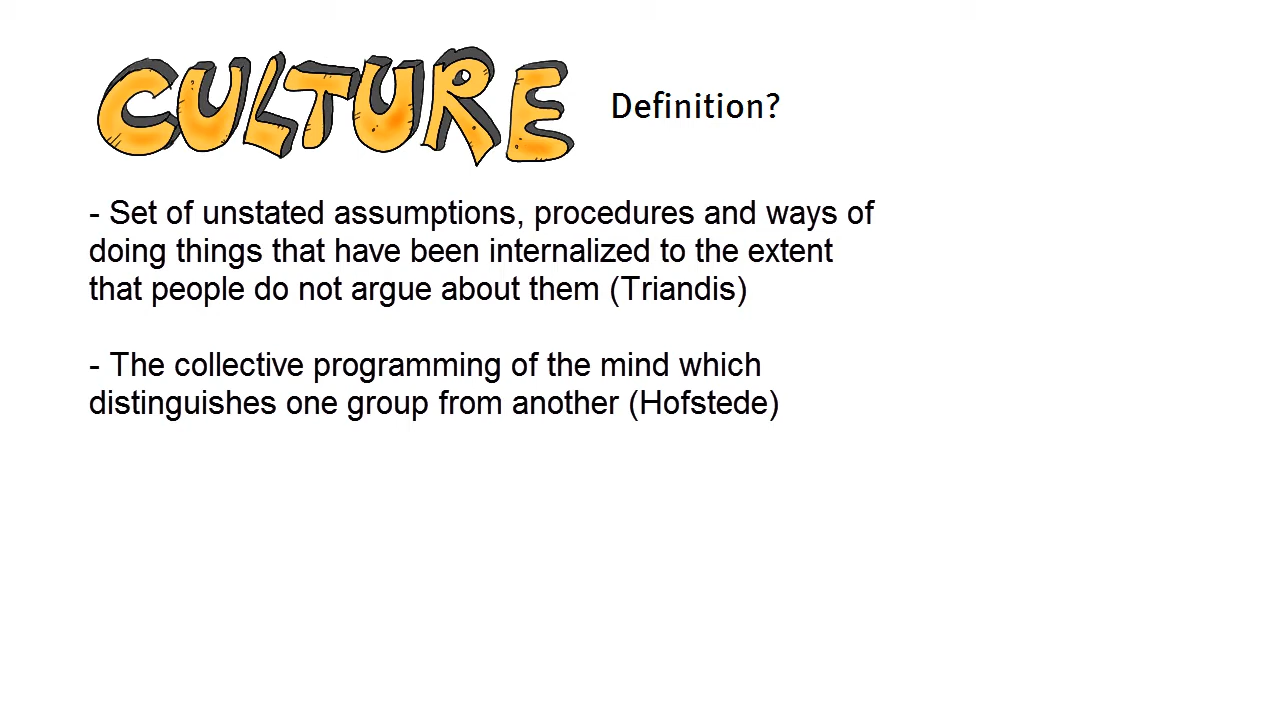 CULTURE Definition?
- Set of unstated assumptions, procedures and ways of
doing things that have been internalized to the extent
that people do not argue about them (Triandis)
- The collective programming of the mind which
distinguishes one group from another (Hofstede)